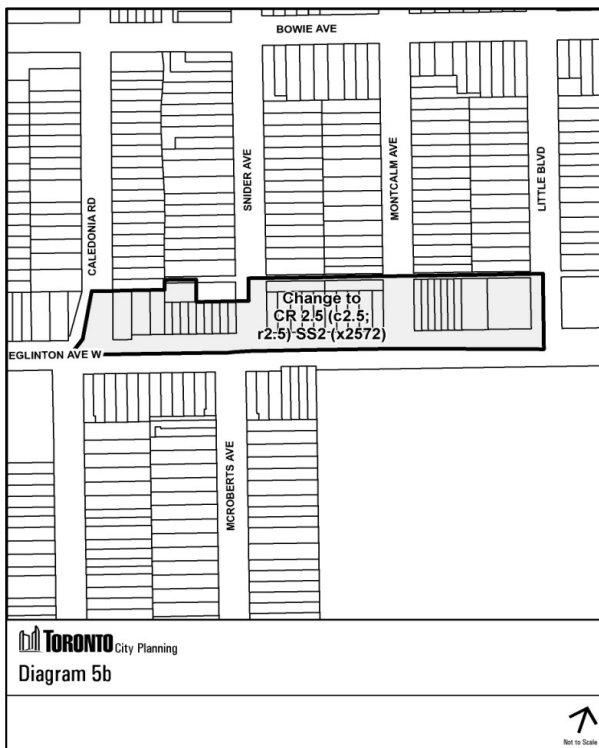 BOWIE AVE
CALEDONIA RD
SNIDER AVE
MONTCALM AVE
LITTLE BLVD
Change to
CR 2.5 (c2.5;
r2.5) SS2 (x2572)
EGLINTON AVE W
MCROBERTS AVE
TORONTO City Planning
Diagram 5b
Not to Scale